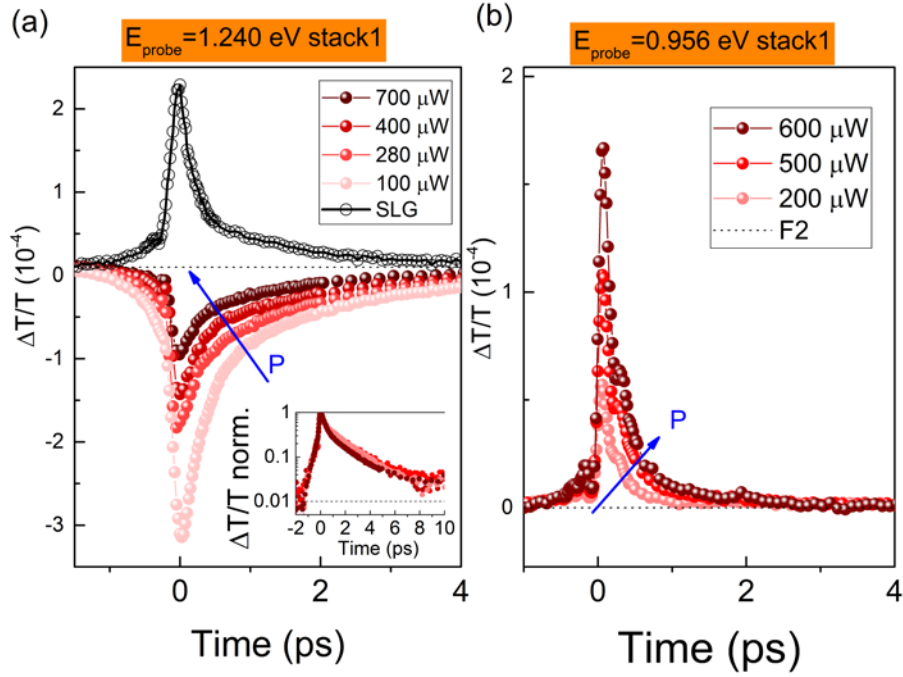 (a)
E_probe=1.240 eV stack1
ΔT/T (10⁻⁴)
2
1
0
-1
-2
-3
700 μW
400 μW
280 μW
100 μW
SLG
P
ΔT/T norm.
1
0.1
0.01
-2 0 2 4 6 8 10
Time (ps)
0 2 4
Time (ps)
(b)
E_probe=0.956 eV stack1
ΔT/T (10⁻⁴)
2
1
0
600 μW
500 μW
200 μW
F2
P
0 2 4
Time (ps)